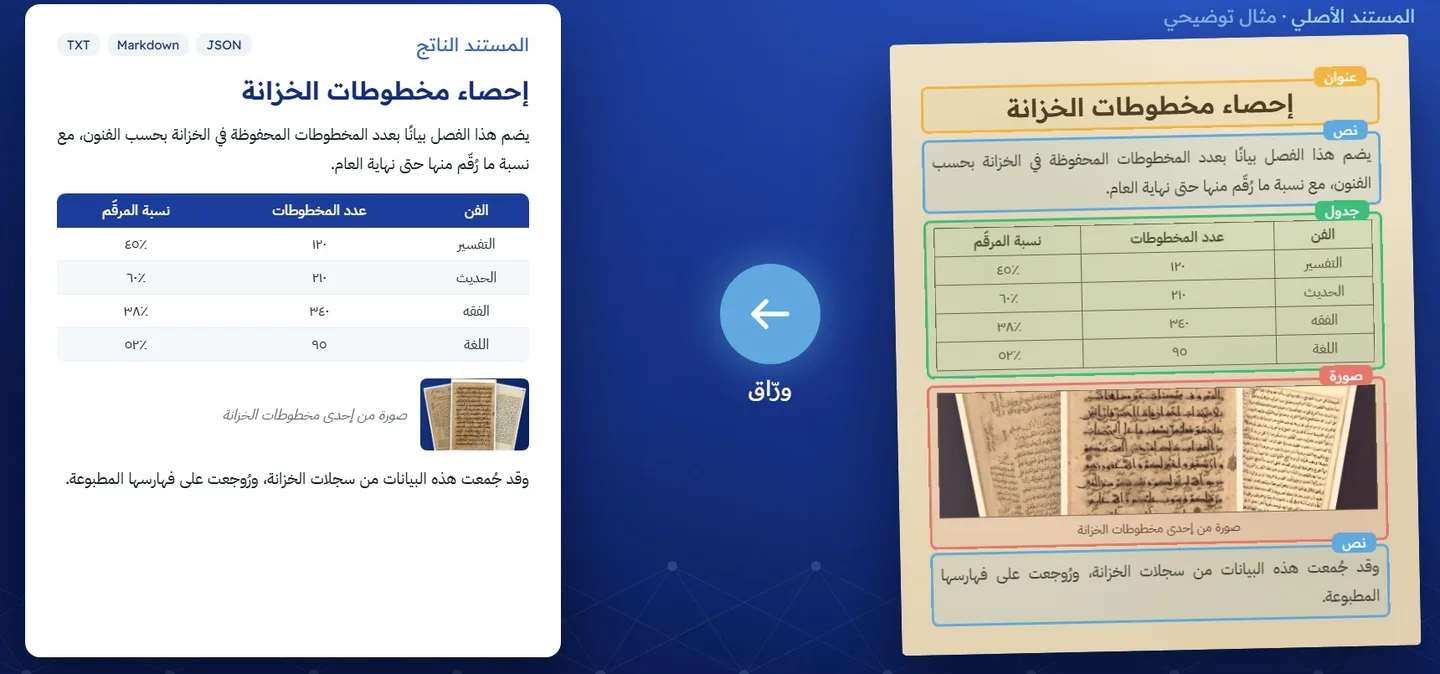 المستند الأصلي · مثال توضيحي
عنوان
إحصاء مخطوطات الخزانة
نص
يضم هذا الفصل بيانًا بعدد المخطوطات المحفوظة في الخزانة بحسب
الفنون، مع نسبة ما رُقّم منها حتى نهاية العام.
جدول
الفن عدد المخطوطات نسبة المرقّم
التفسير ١٢٠ ٤٥٪
الحديث ٢١٠ ٦٠٪
الفقه ٣٤٠ ٣٨٪
اللغة ٩٥ ٥٢٪
صورة
صورة من إحدى مخطوطات الخزانة
نص
وقد جُمعت هذه البيانات من سجلات الخزانة، ورُوجعت على فهارسها
المطبوعة.
ورّاق
المستند الناتج JSON Markdown TXT
إحصاء مخطوطات الخزانة
يضم هذا الفصل بيانًا بعدد المخطوطات المحفوظة في الخزانة بحسب الفنون، مع
نسبة ما رُقّم منها حتى نهاية العام.
الفن عدد المخطوطات نسبة المرقّم
التفسير ١٢٠ ٤٥٪
الحديث ٢١٠ ٦٠٪
الفقه ٣٤٠ ٣٨٪
اللغة ٩٥ ٥٢٪
صورة من إحدى مخطوطات الخزانة
وقد جُمعت هذه البيانات من سجلات الخزانة، ورُوجعت على فهارسها المطبوعة.